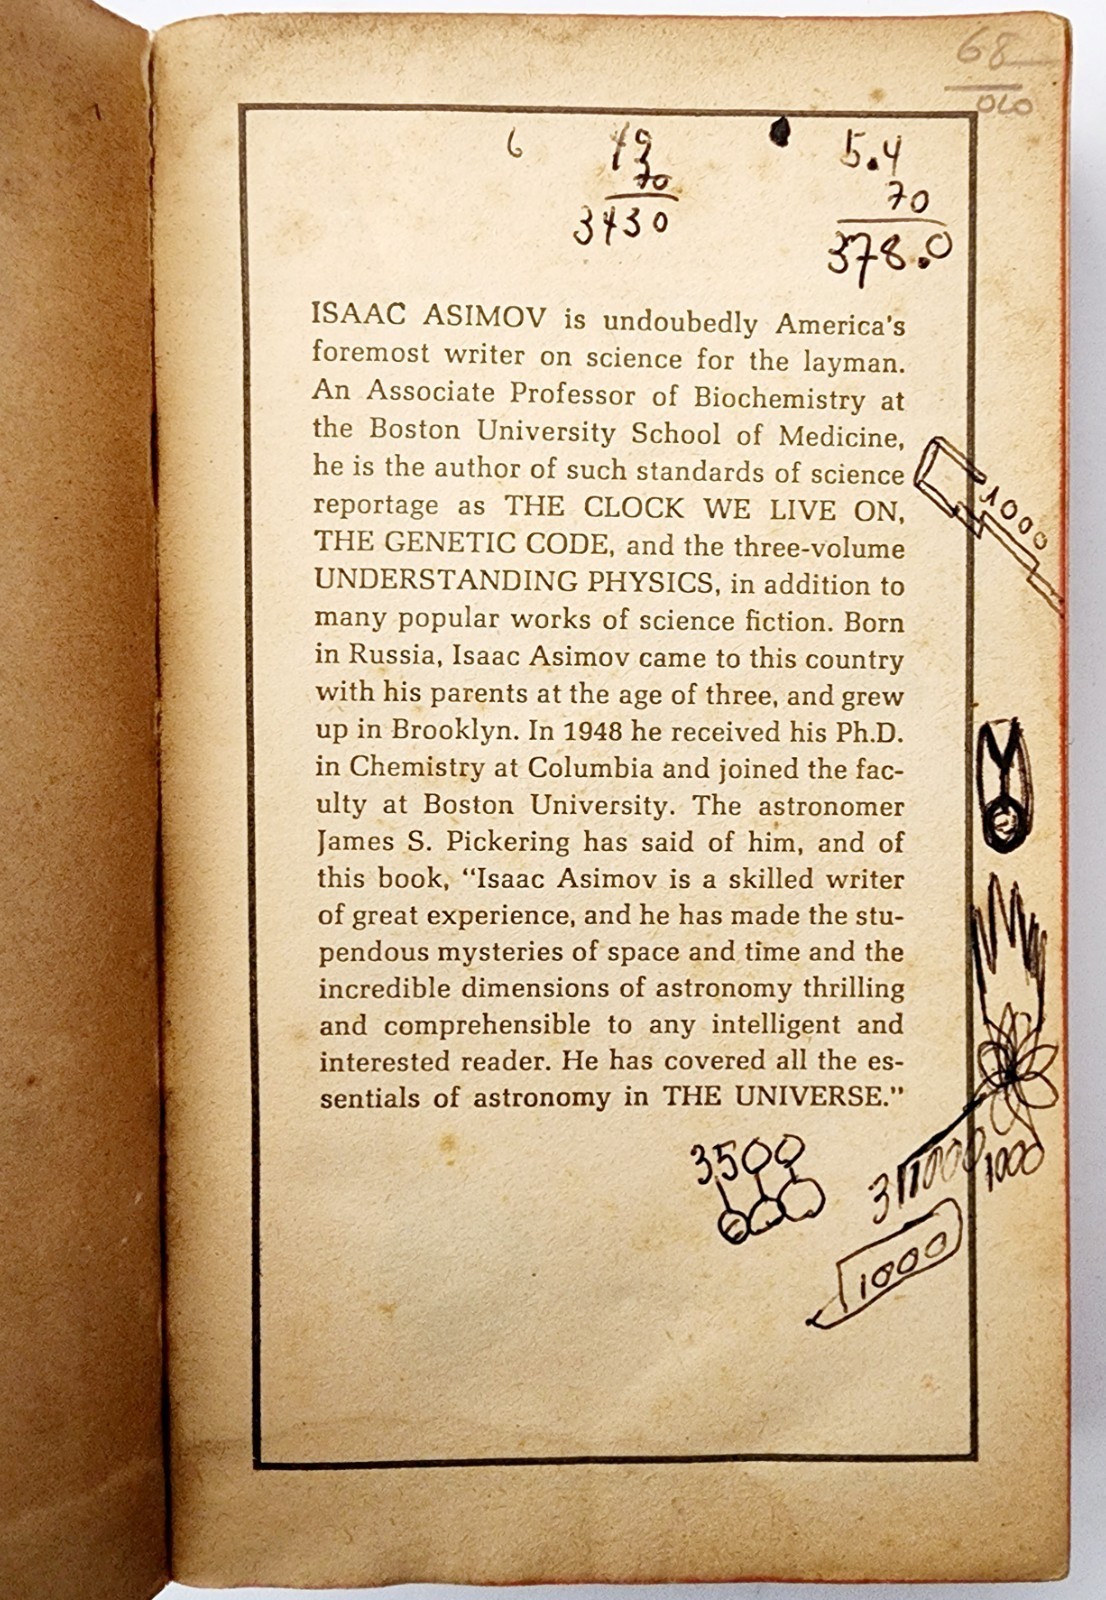 68
OLO
6
49
70
3430
5.4
70
378.0
ISAAC ASIMOV is undoubedly America's
foremost writer on science for the layman.
An Associate Professor of Biochemistry at
the Boston University School of Medicine,
he is the author of such standards of science
reportage as THE CLOCK WE LIVE ON,
THE GENETIC CODE, and the three-volume
UNDERSTANDING PHYSICS, in addition to
many popular works of science fiction. Born
in Russia, Isaac Asimov came to this country
with his parents at the age of three, and grew
up in Brooklyn. In 1948 he received his Ph.D.
in Chemistry at Columbia and joined the fac-
ulty at Boston University. The astronomer
James S. Pickering has said of him, and of
this book, “Isaac Asimov is a skilled writer
of great experience, and he has made the stu-
pendous mysteries of space and time and the
incredible dimensions of astronomy thrilling
and comprehensible to any intelligent and
interested reader. He has covered all the es-
sentials of astronomy in THE UNIVERSE.”
1000
3500
1000
1000